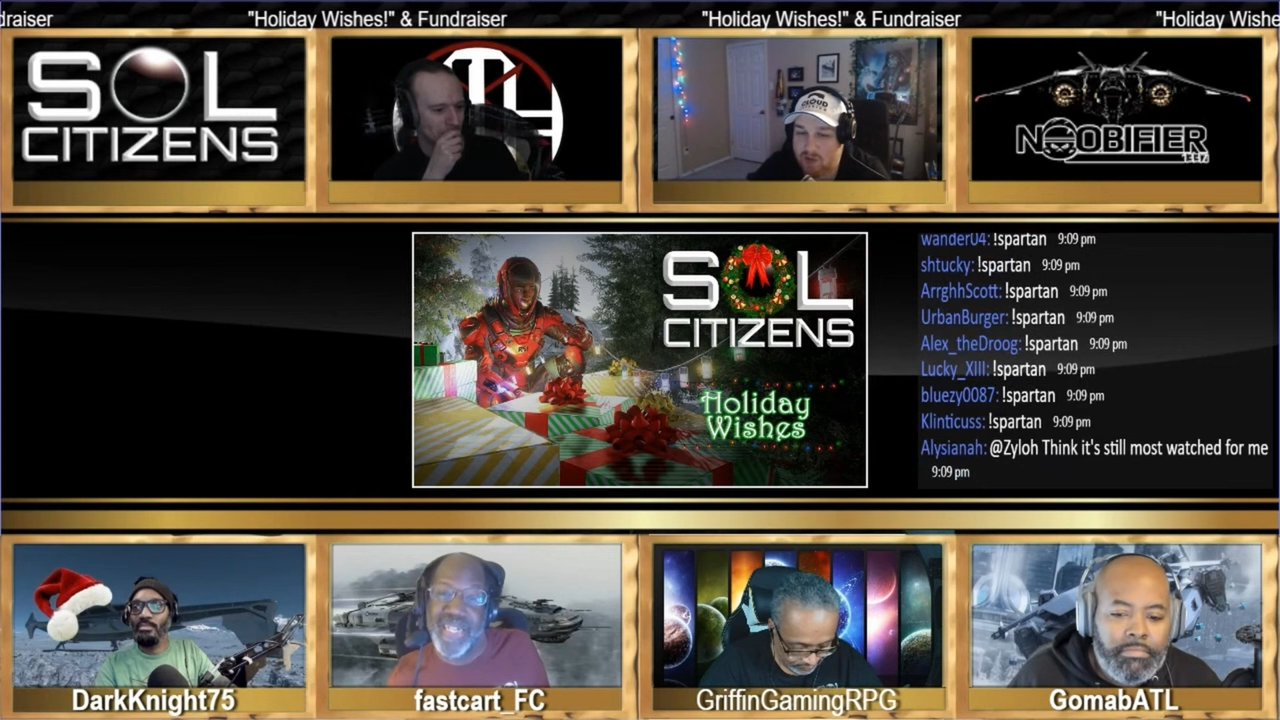 draiser "Holiday Wishes!" & Fundraiser "Holiday Wishes!" & Fundraiser "Holiday Wishe
SOL
CITIZENS
CLOUD
NOOBIFIER
1337
wander04: !spartan 9:09 pm
shtucky: !spartan 9:09 pm
ArrghhScott: !spartan 9:09 pm
UrbanBurger: !spartan 9:09 pm
Alex_theDroog: !spartan 9:09 pm
Lucky_XIII: !spartan 9:09 pm
bluezy0087: !spartan 9:09 pm
Klinticuss: !spartan 9:09 pm
Alysianah: @Zyloh Think it's still most watched for me
9:09 pm
SOL
CITIZENS
RSI
Holiday
Wishes
DarkKnight75
fastcart_FC
GriffinGamingRPG
GomabATL